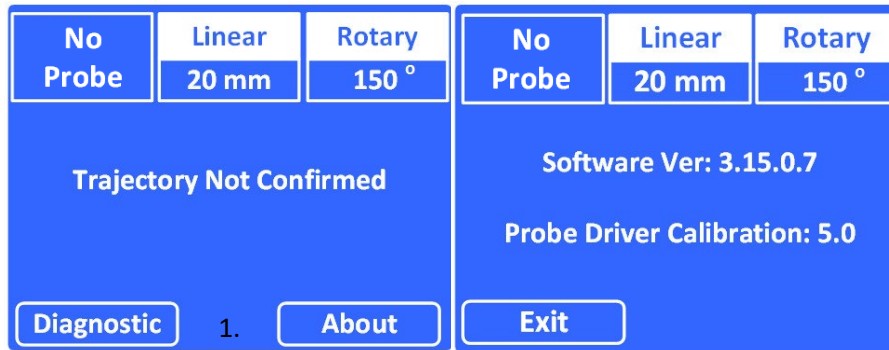 No Probe
Linear
20 mm
Rotary
150 °
Trajectory Not Confirmed
Diagnostic
1.
About
No Probe
Linear
20 mm
Rotary
150 °
Software Ver: 3.15.0.7
Probe Driver Calibration: 5.0
Exit